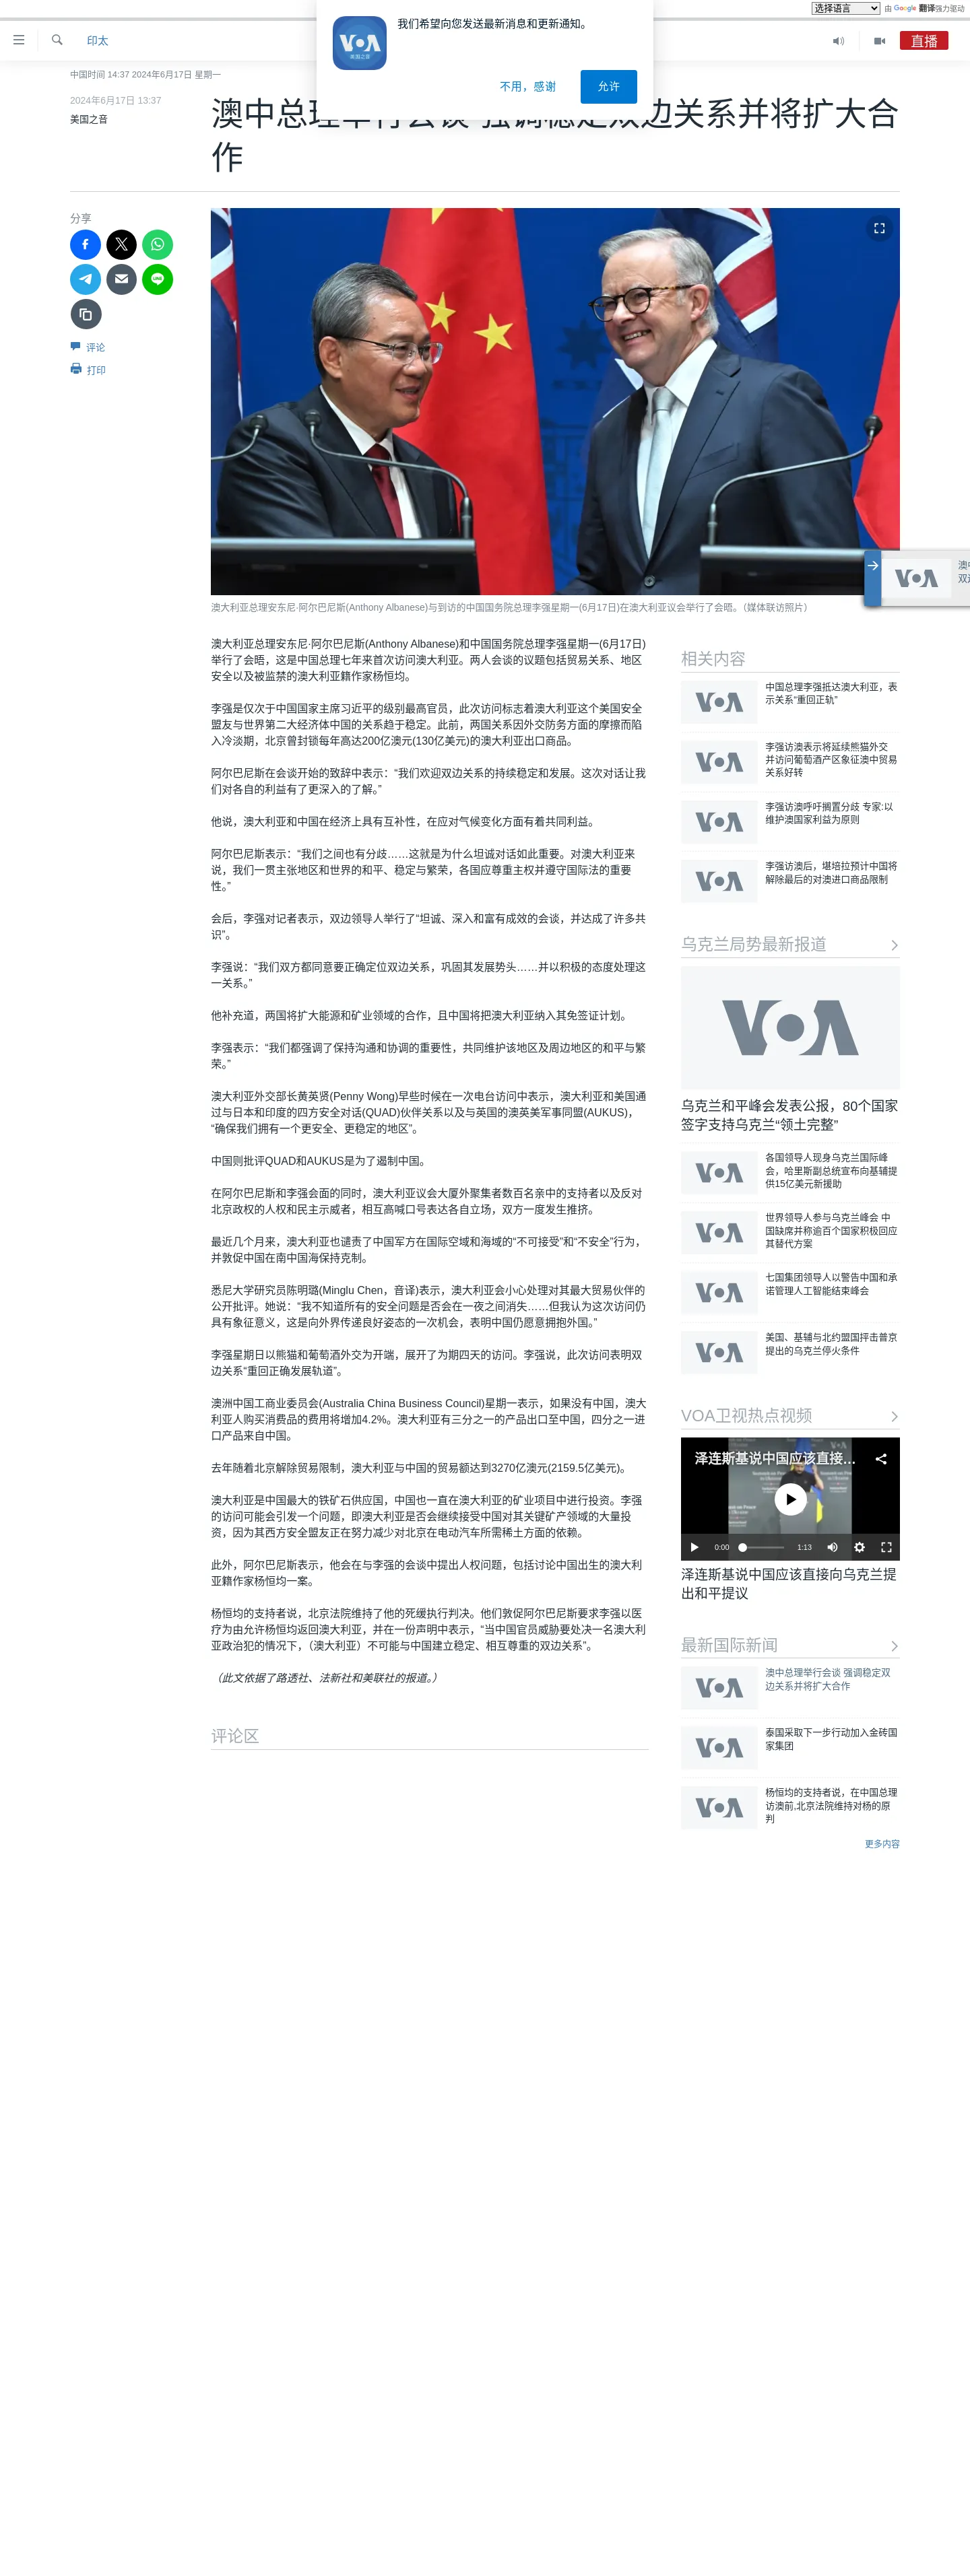 选择语言 由 Google 翻译强力驱动
我们希望向您发送最新消息和更新通知。
VOA
美国之音
不用，感谢
允许
印太
直播
中国时间 14:37 2024年6月17日 星期一
2024年6月17日 13:37
美国之音
澳中总理举行会谈 强调稳定双边关系并将扩大合
作
分享
评论
打印
澳大利亚总理安东尼·阿尔巴尼斯(Anthony Albanese)与到访的中国国务院总理李强星期一(6月17日)在澳大利亚议会举行了会晤。（媒体联访照片）
澳大利亚总理安东尼·阿尔巴尼斯(Anthony Albanese)和中国国务院总理李强星期一(6月17日)
举行了会晤，这是中国总理七年来首次访问澳大利亚。两人会谈的议题包括贸易关系、地区
安全以及被监禁的澳大利亚籍作家杨恒均。
李强是仅次于中国国家主席习近平的级别最高官员，此次访问标志着澳大利亚这个美国安全
盟友与世界第二大经济体中国的关系趋于稳定。此前，两国关系因外交防务方面的摩擦而陷
入冷淡期，北京曾封锁每年高达200亿澳元(130亿美元)的澳大利亚出口商品。
阿尔巴尼斯在会谈开始的致辞中表示：“我们欢迎双边关系的持续稳定和发展。这次对话让我
们对各自的利益有了更深入的了解。”
他说，澳大利亚和中国在经济上具有互补性，在应对气候变化方面有着共同利益。
阿尔巴尼斯表示：“我们之间也有分歧……这就是为什么坦诚对话如此重要。对澳大利亚来
说，我们一贯主张地区和世界的和平、稳定与繁荣，各国应尊重主权并遵守国际法的重要
性。”
会后，李强对记者表示，双边领导人举行了“坦诚、深入和富有成效的会谈，并达成了许多共
识”。
李强说：“我们双方都同意要正确定位双边关系，巩固其发展势头……并以积极的态度处理这
一关系。”
他补充道，两国将扩大能源和矿业领域的合作，且中国将把澳大利亚纳入其免签证计划。
李强表示：“我们都强调了保持沟通和协调的重要性，共同维护该地区及周边地区的和平与繁
荣。”
澳大利亚外交部长黄英贤(Penny Wong)早些时候在一次电台访问中表示，澳大利亚和美国通
过与日本和印度的四方安全对话(QUAD)伙伴关系以及与英国的澳英美军事同盟(AUKUS)，
“确保我们拥有一个更安全、更稳定的地区”。
中国则批评QUAD和AUKUS是为了遏制中国。
在阿尔巴尼斯和李强会面的同时，澳大利亚议会大厦外聚集者数百名亲中的支持者以及反对
北京政权的人权和民主示威者，相互高喊口号表达各自立场，双方一度发生推挤。
最近几个月来，澳大利亚也谴责了中国军方在国际空域和海域的“不可接受”和“不安全”行为，
并敦促中国在南中国海保持克制。
悉尼大学研究员陈明璐(Minglu Chen，音译)表示，澳大利亚会小心处理对其最大贸易伙伴的
公开批评。她说：“我不知道所有的安全问题是否会在一夜之间消失……但我认为这次访问仍
具有象征意义，这是向外界传递良好姿态的一次机会，表明中国仍愿意拥抱外国。”
李强星期日以熊猫和葡萄酒外交为开端，展开了为期四天的访问。李强说，此次访问表明双
边关系“重回正确发展轨道”。
澳洲中国工商业委员会(Australia China Business Council)星期一表示，如果没有中国，澳大
利亚人购买消费品的费用将增加4.2%。澳大利亚有三分之一的产品出口至中国，四分之一进
口产品来自中国。
去年随着北京解除贸易限制，澳大利亚与中国的贸易额达到3270亿澳元(2159.5亿美元)。
澳大利亚是中国最大的铁矿石供应国，中国也一直在澳大利亚的矿业项目中进行投资。李强
的访问可能会引发一个问题，即澳大利亚是否会继续接受中国对其关键矿产领域的大量投
资，因为其西方安全盟友正在努力减少对北京在电动汽车所需稀土方面的依赖。
此外，阿尔巴尼斯表示，他会在与李强的会谈中提出人权问题，包括讨论中国出生的澳大利
亚籍作家杨恒均一案。
杨恒均的支持者说，北京法院维持了他的死缓执行判决。他们敦促阿尔巴尼斯要求李强以医
疗为由允许杨恒均返回澳大利亚，并在一份声明中表示，“当中国官员威胁要处决一名澳大利
亚政治犯的情况下，（澳大利亚）不可能与中国建立稳定、相互尊重的双边关系”。
（此文依据了路透社、法新社和美联社的报道。）
评论区
相关内容
VOA
中国总理李强抵达澳大利亚，表
示关系“重回正轨”
VOA
李强访澳表示将延续熊猫外交
并访问葡萄酒产区象征澳中贸易
关系好转
VOA
李强访澳呼吁搁置分歧 专家:以
维护澳国家利益为原则
VOA
李强访澳后，堪培拉预计中国将
解除最后的对澳进口商品限制
乌克兰局势最新报道
VOA
乌克兰和平峰会发表公报，80个国家
签字支持乌克兰“领土完整”
VOA
各国领导人现身乌克兰国际峰
会，哈里斯副总统宣布向基辅提
供15亿美元新援助
VOA
世界领导人参与乌克兰峰会 中
国缺席并称逾百个国家积极回应
其替代方案
VOA
七国集团领导人以警告中国和承
诺管理人工智能结束峰会
VOA
美国、基辅与北约盟国抨击普京
提出的乌克兰停火条件
VOA卫视热点视频
泽连斯基说中国应该直接...
0:00
1:13
泽连斯基说中国应该直接向乌克兰提
出和平提议
最新国际新闻
VOA
澳中总理举行会谈 强调稳定双
边关系并将扩大合作
VOA
泰国采取下一步行动加入金砖国
家集团
VOA
杨恒均的支持者说，在中国总理
访澳前,北京法院维持对杨的原
判
更多内容